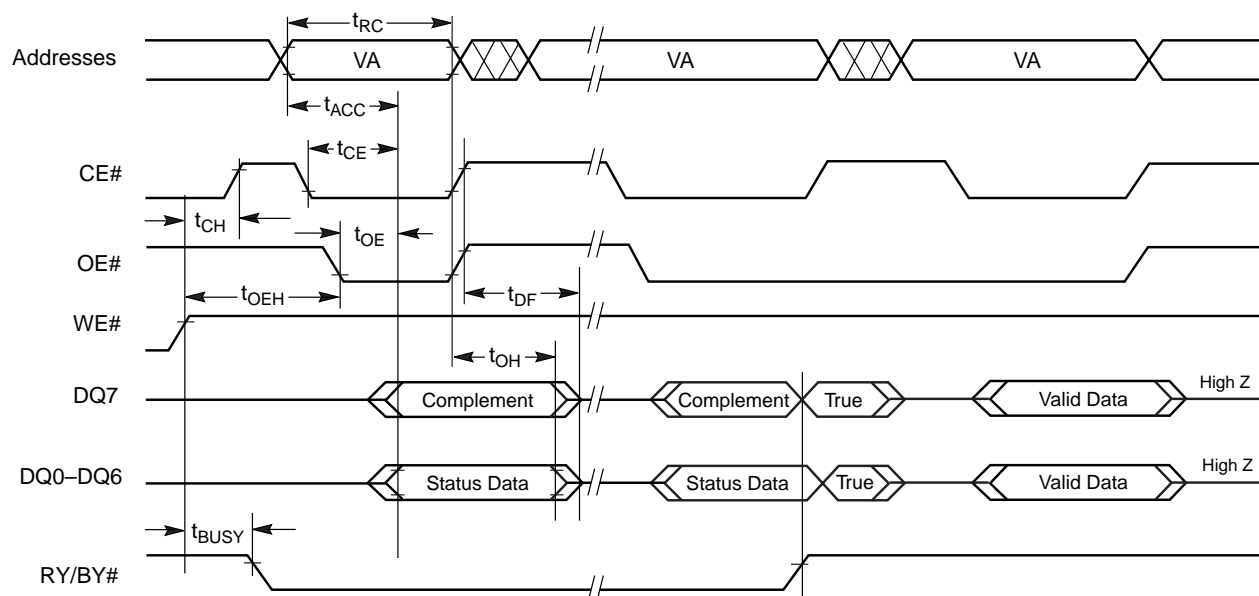 tRC
Addresses VA VA VA
tACC
tCE
CE#
tCH tOE
OE#
tOEH tDF
WE#
tOH
DQ7 Complement Complement True Valid Data High Z
DQ0–DQ6 Status Data Status Data True Valid Data High Z
tBUSY
RY/BY#